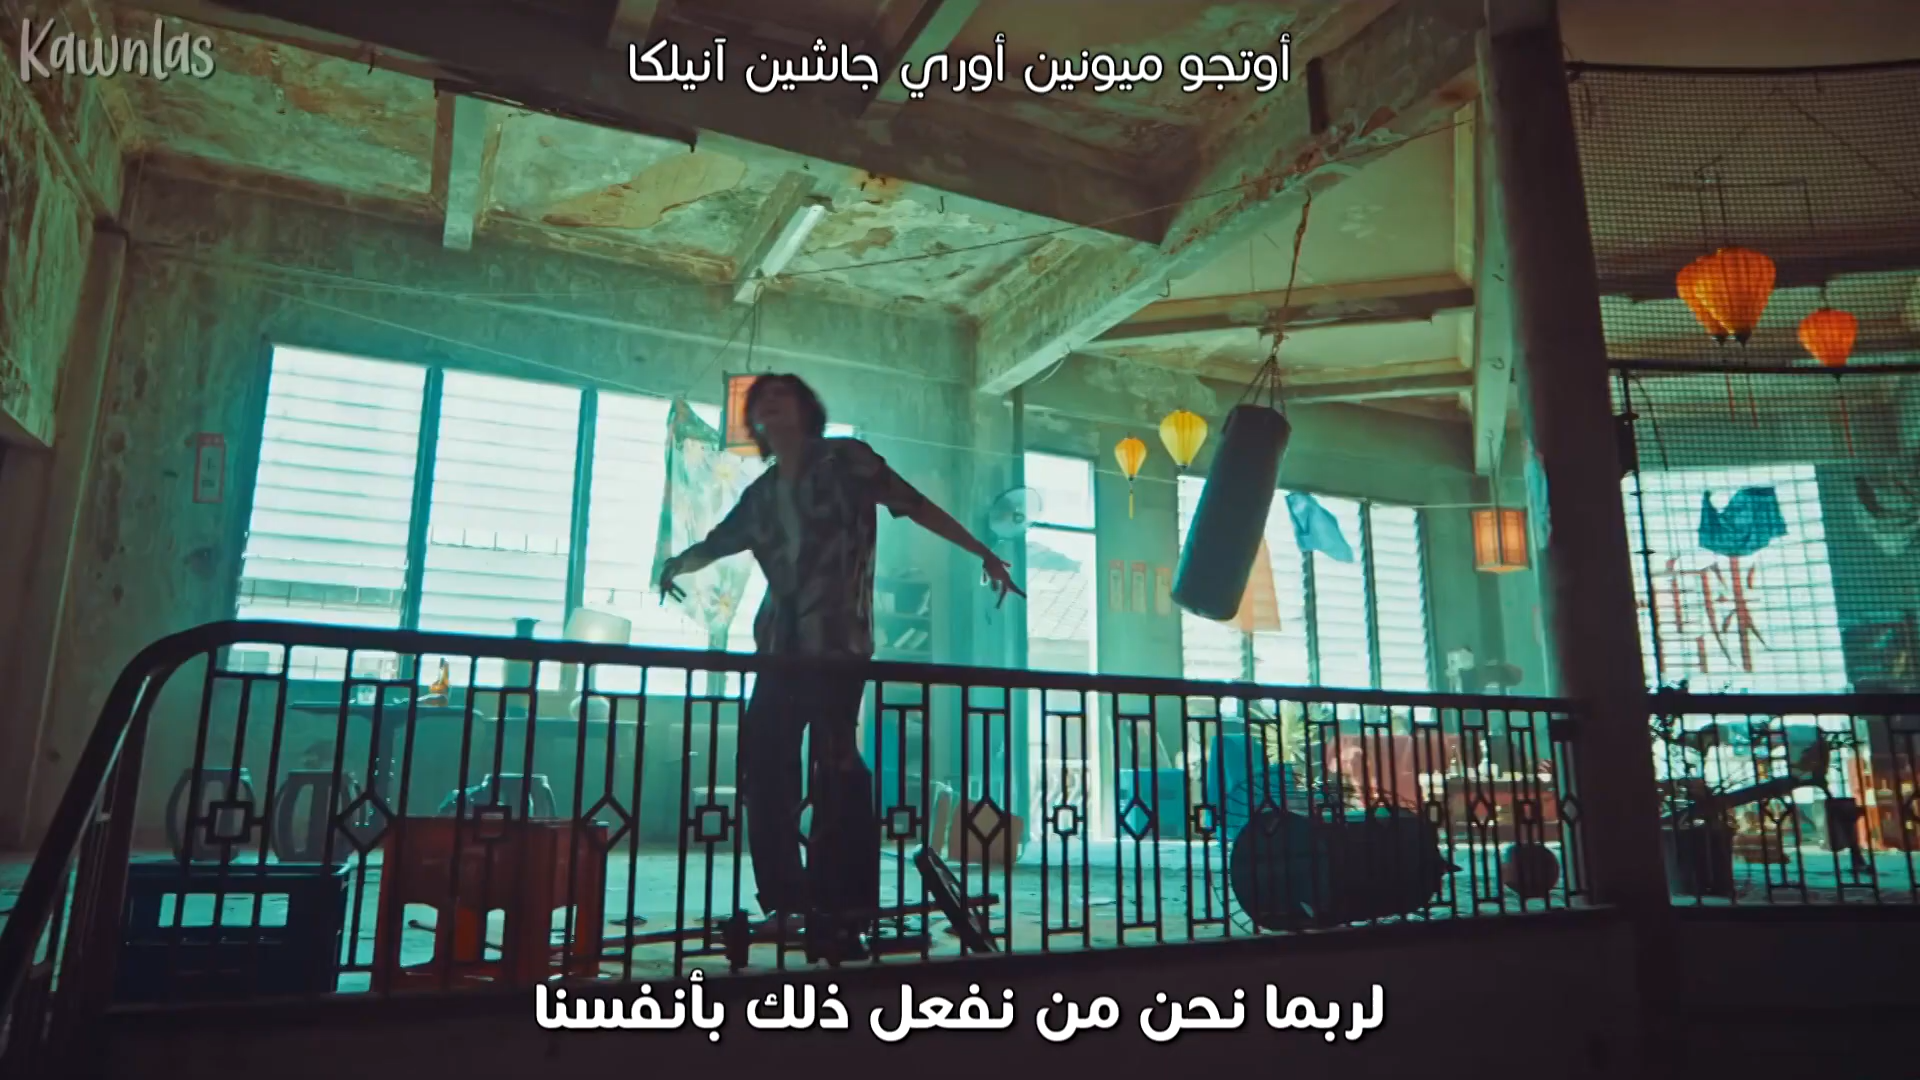 Kawnlas
أوتجو ميونين أوري جاشين آنيلكا
لربما نحن من نفعل ذلك بأنفسنا